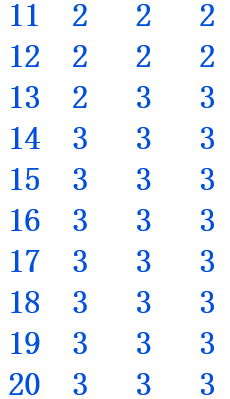 11 2 2 2
12 2 2 2
13 2 3 3
14 3 3 3
15 3 3 3
16 3 3 3
17 3 3 3
18 3 3 3
19 3 3 3
20 3 3 3